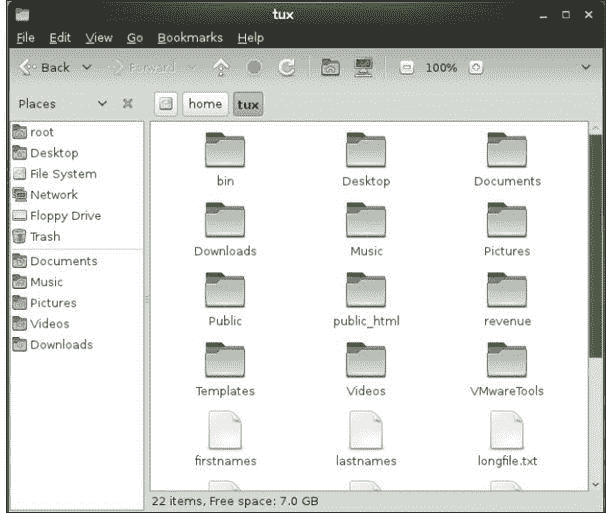 tux
File Edit View Go Bookmarks Help
Back Forward 100%
Places home tux
root
Desktop
File System
Network
Floppy Drive
Trash
Documents
Music
Pictures
Videos
Downloads
bin Desktop Documents
Downloads Music Pictures
Public public_html revenue
Templates Videos VMwareTools
firstnames lastnames longfile.txt
22 items, Free space: 7.0 GB